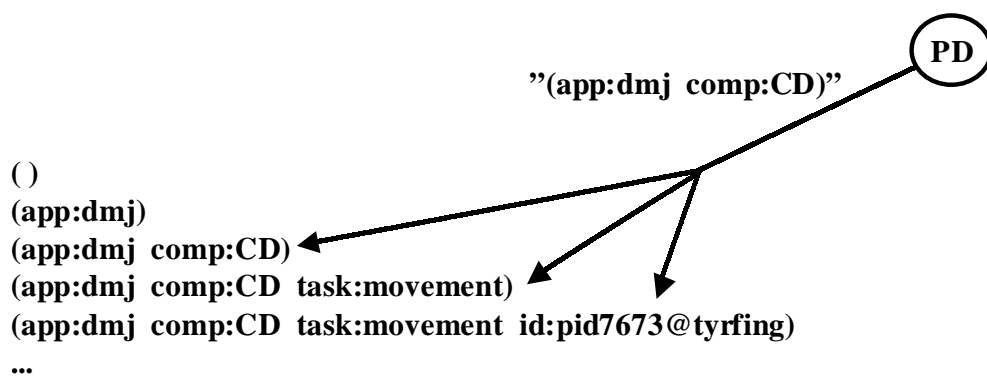 PD
”(app:dmj comp:CD)”
( )
(app:dmj)
(app:dmj comp:CD)
(app:dmj comp:CD task:movement)
(app:dmj comp:CD task:movement id:pid7673@tyrfing)
...